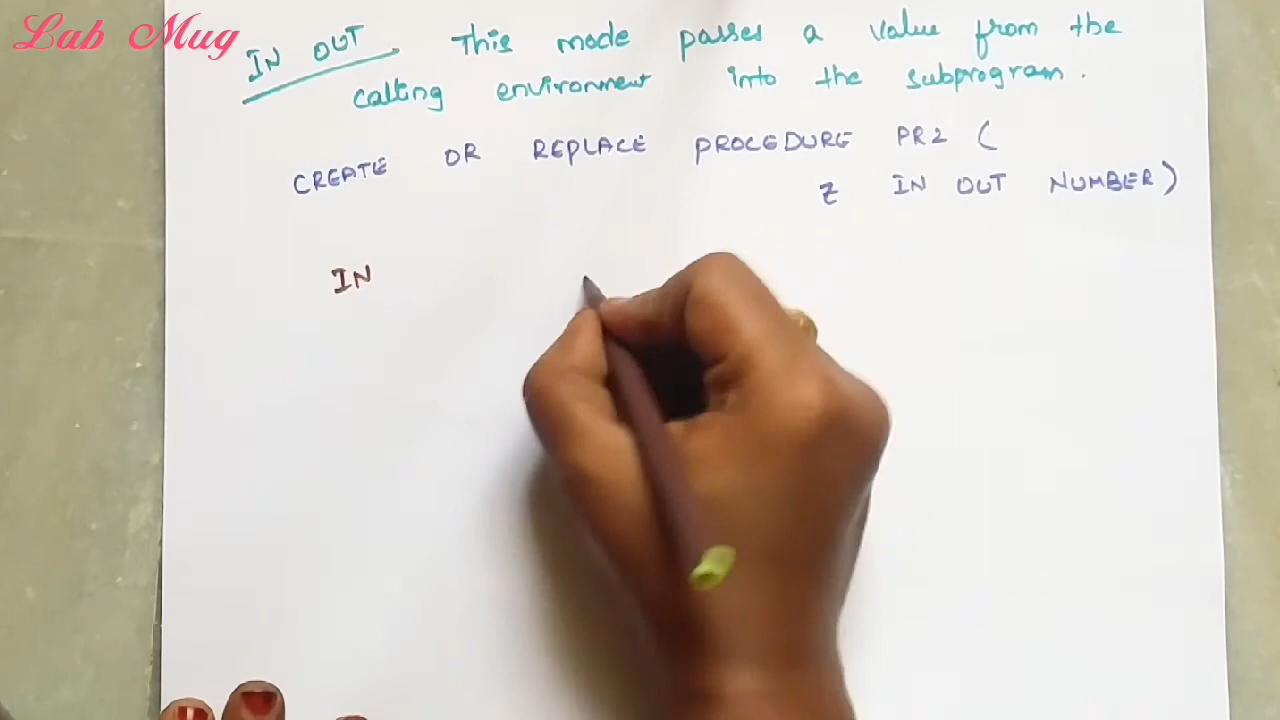 Lab Mug
IN OUT This mode passes a value from the
calling environment into the subprogram.
CREATE OR REPLACE PROCEDURE PR2 (
Z IN OUT NUMBER)
IN